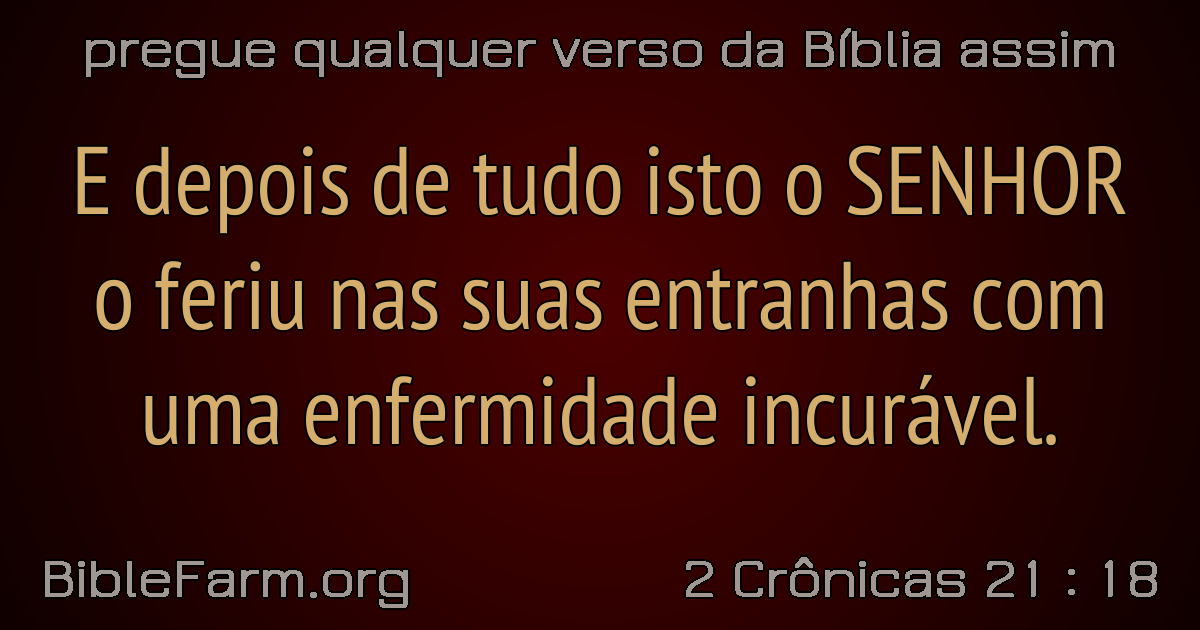 pregue qualquer verso da Bíblia assim
E depois de tudo isto o SENHOR
o feriu nas suas entranhas com
uma enfermidade incurável.
BibleFarm.org
2 Crônicas 21 : 18